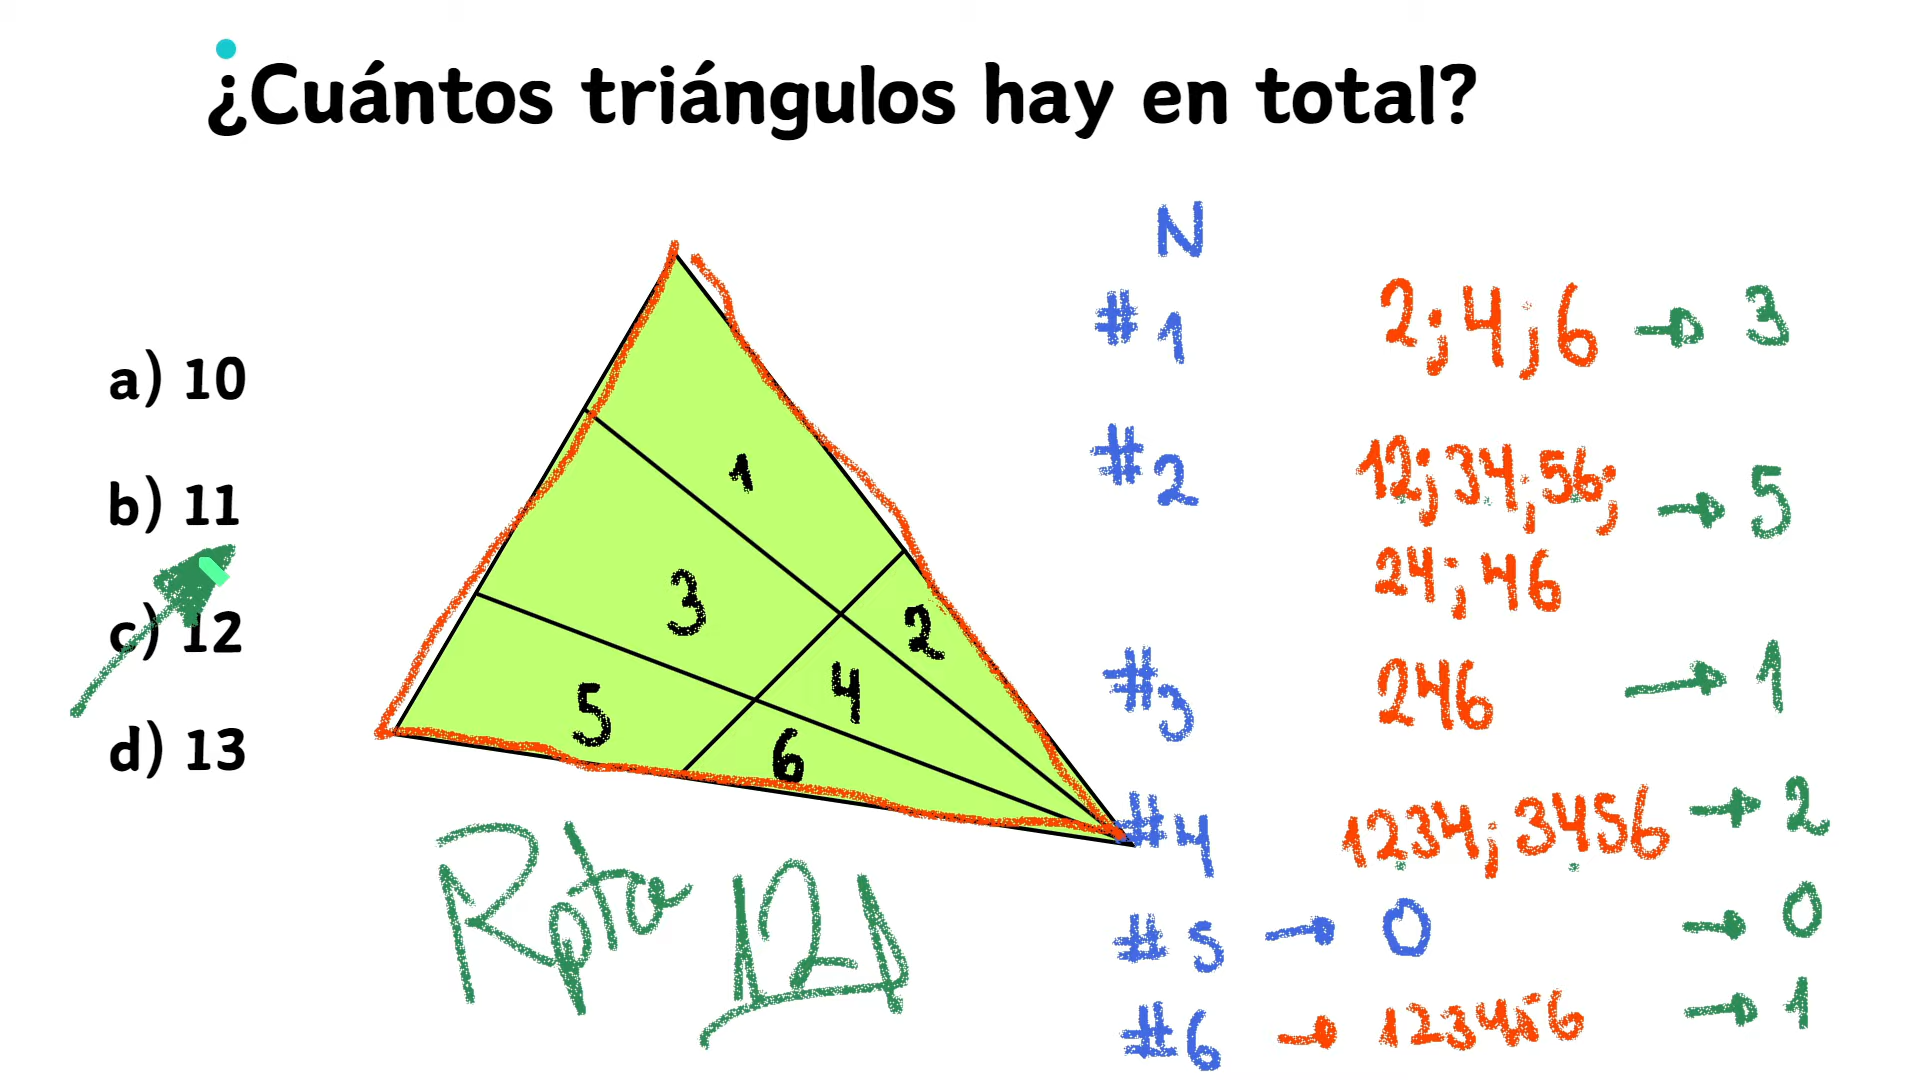 ¿Cuántos triángulos hay en total?
a) 10
b) 11
c) 12
d) 13
1
2
3
4
5
6
N
#1 2;4;6 → 3
#2 12;34;56; → 5
24;46
#3 246 → 1
#4 1234;3456 → 2
#5 → 0 → 0
#6 → 123456 → 1
Rpta 12